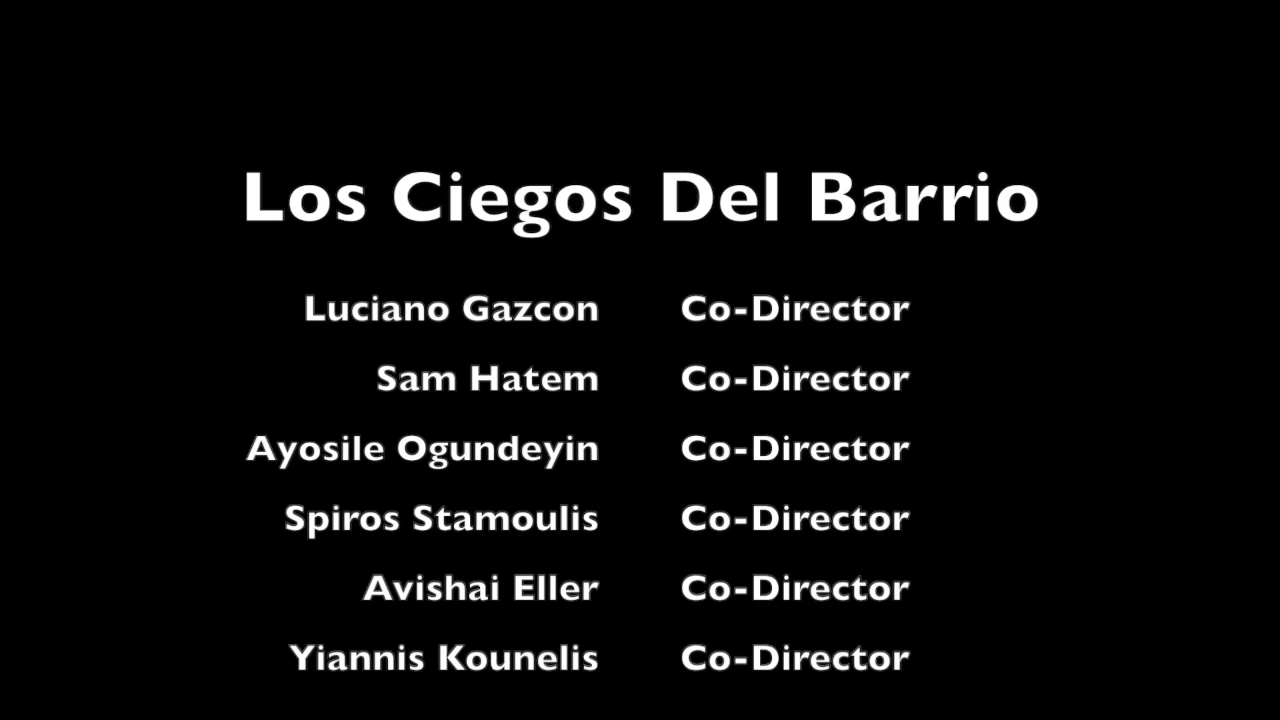 Los Ciegos Del Barrio
Luciano Gazcon Co-Director
Sam Hatem Co-Director
Ayosile Ogundeyin Co-Director
Spiros Stamoulis Co-Director
Avishai Eller Co-Director
Yiannis Kounelis Co-Director